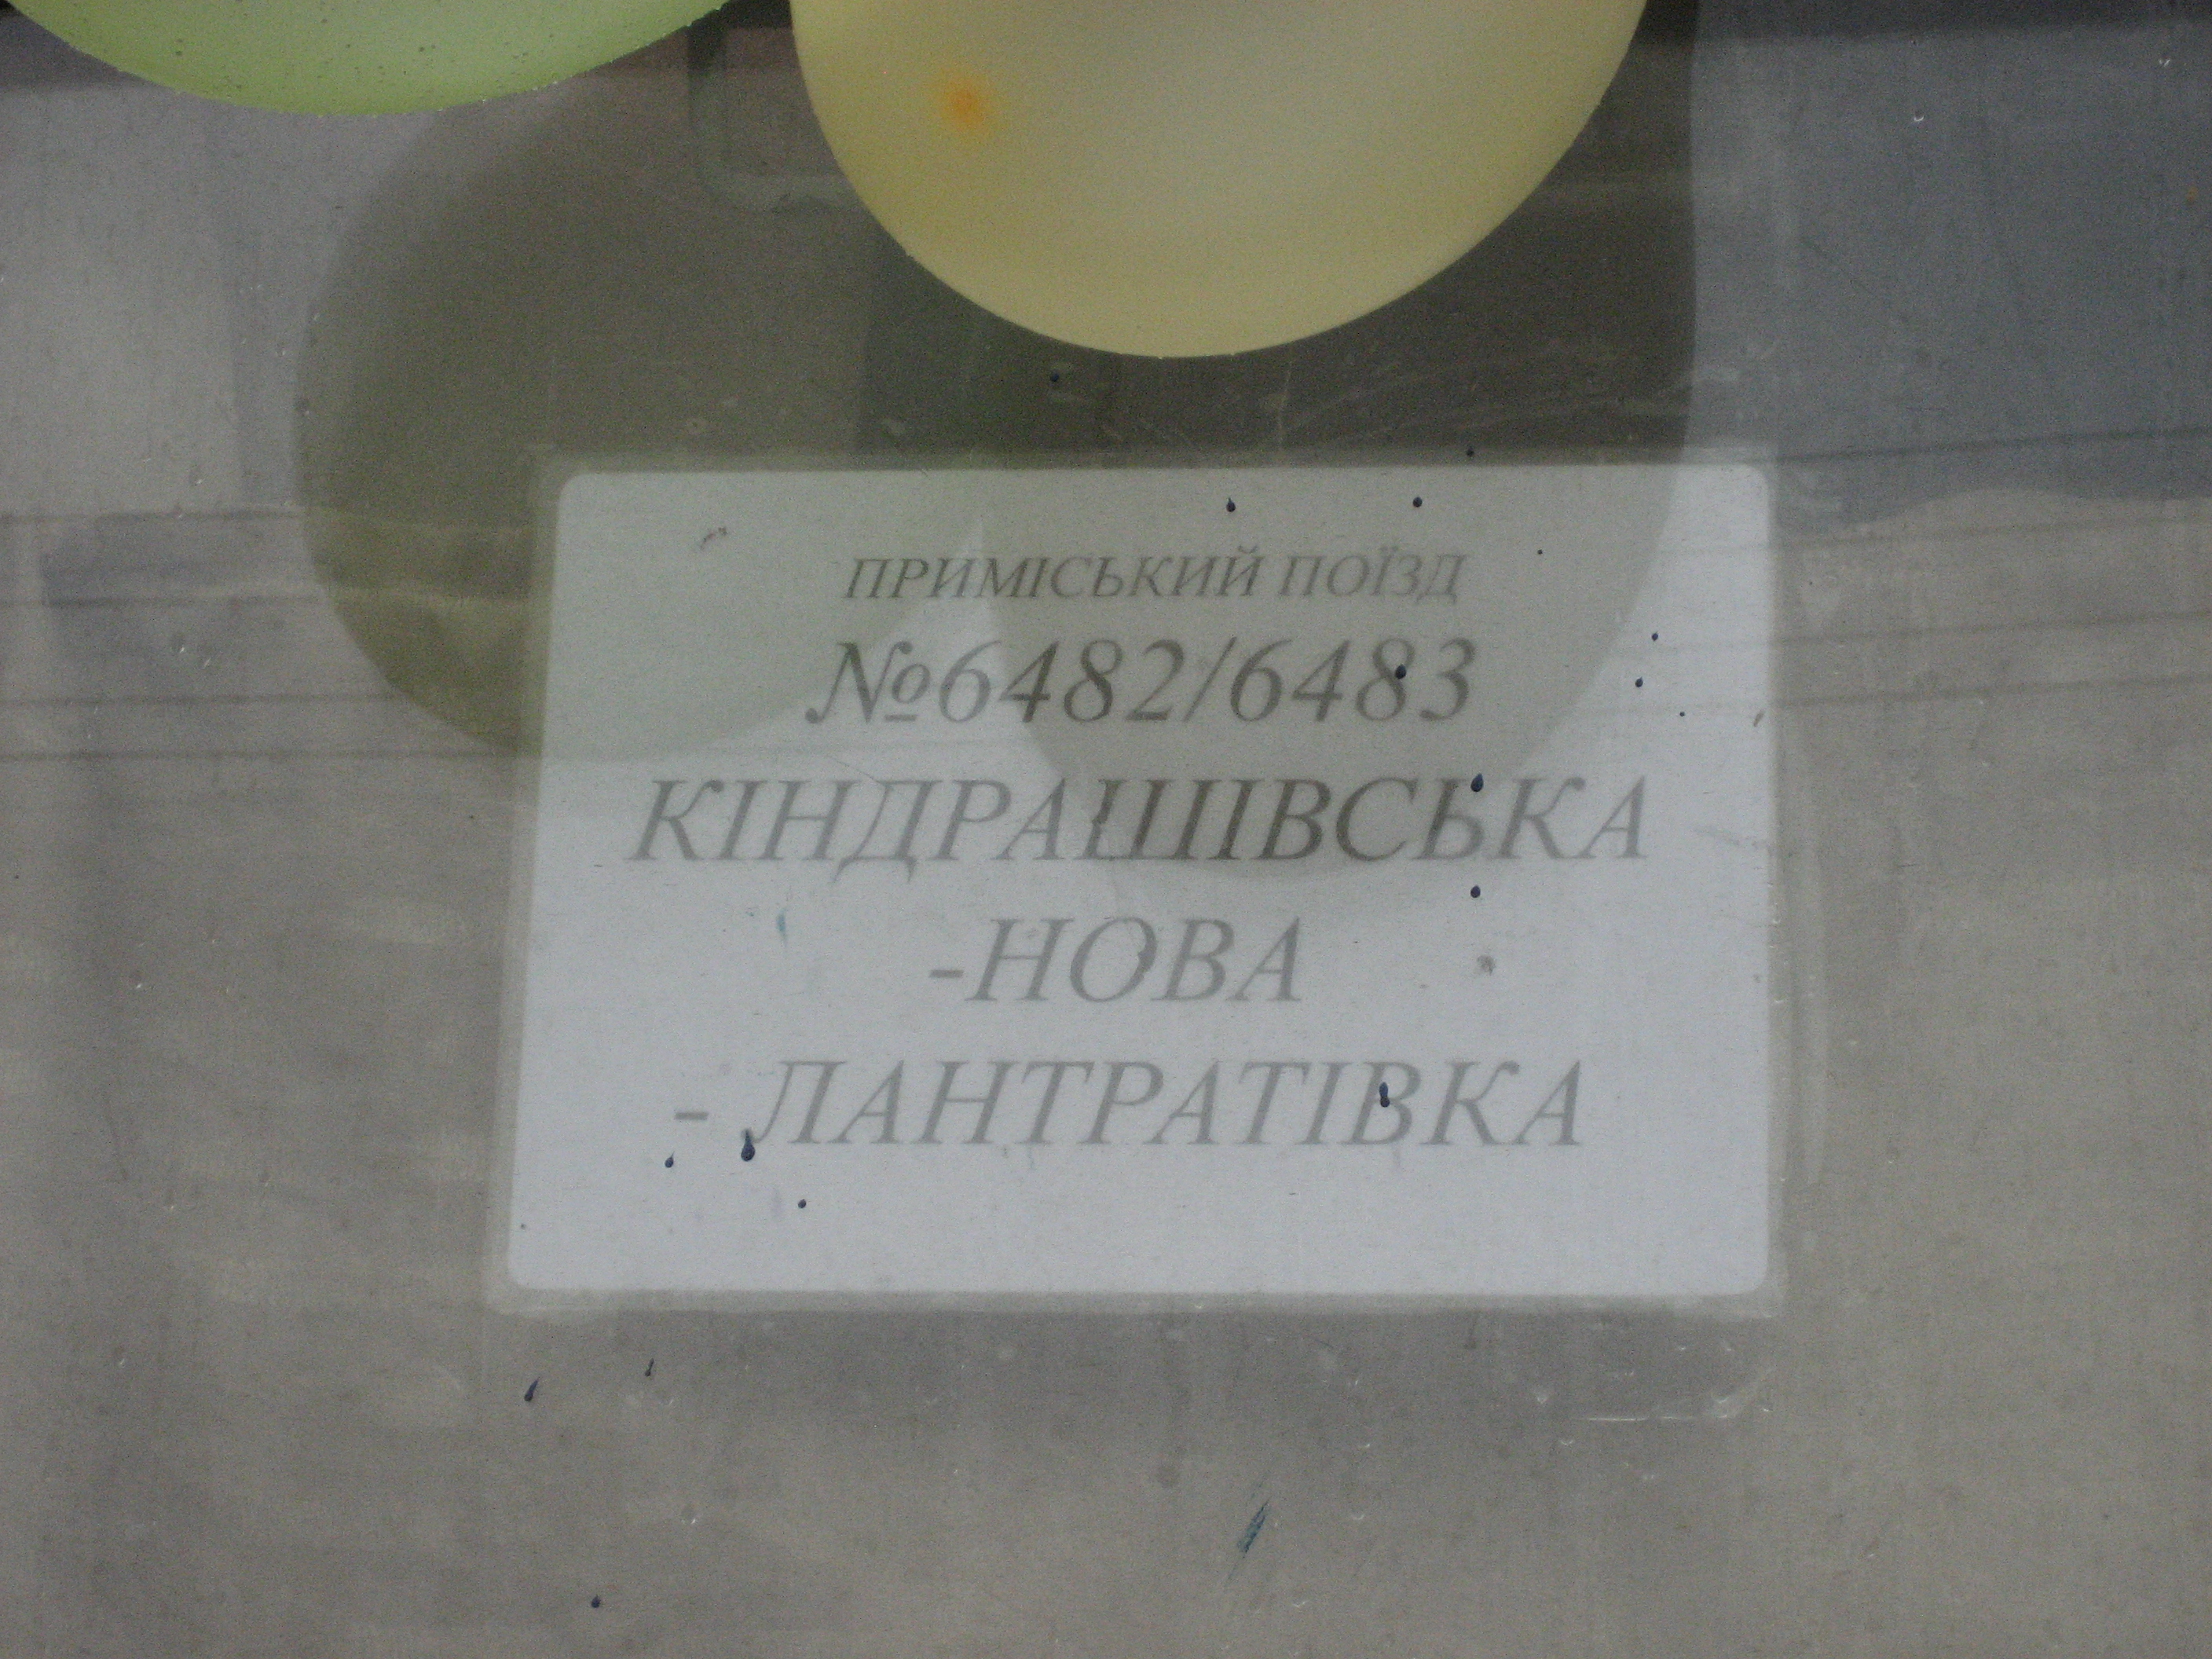 ПРИМІСЬКИЙ ПОЇЗД
№6482/6483
КІНДРАШІВСЬКА
-НОВА
- ЛАНТРАТІВКА